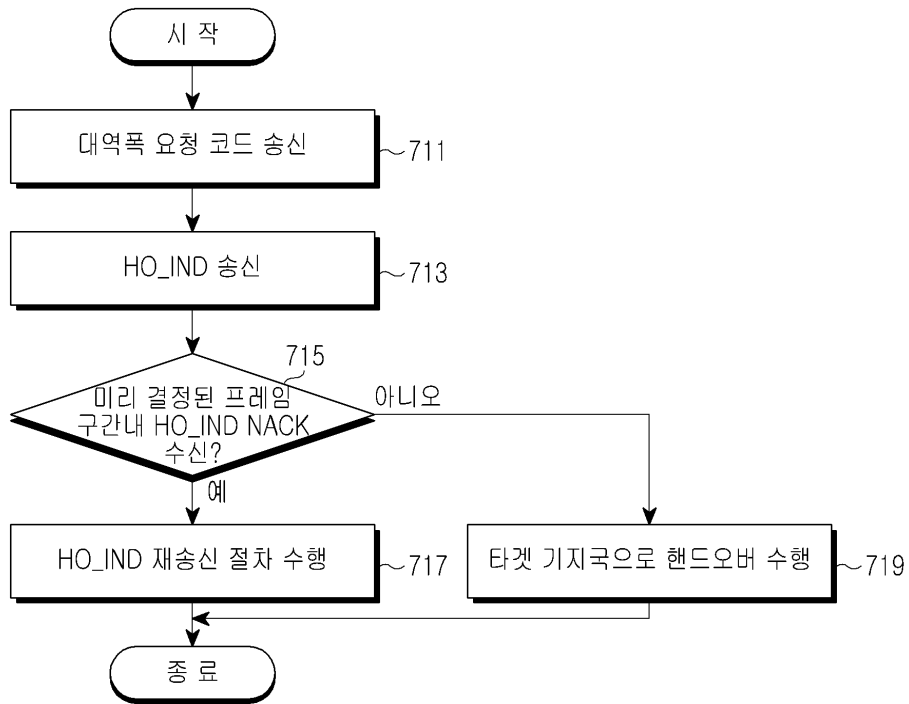 시 작
대역폭 요청 코드 송신
711
HO_IND 송신
713
715
미리 결정된 프레임
구간내 HO_IND NACK
수신?
아니오
예
HO_IND 재송신 절차 수행
717
타겟 기지국으로 핸드오버 수행
719
종 료